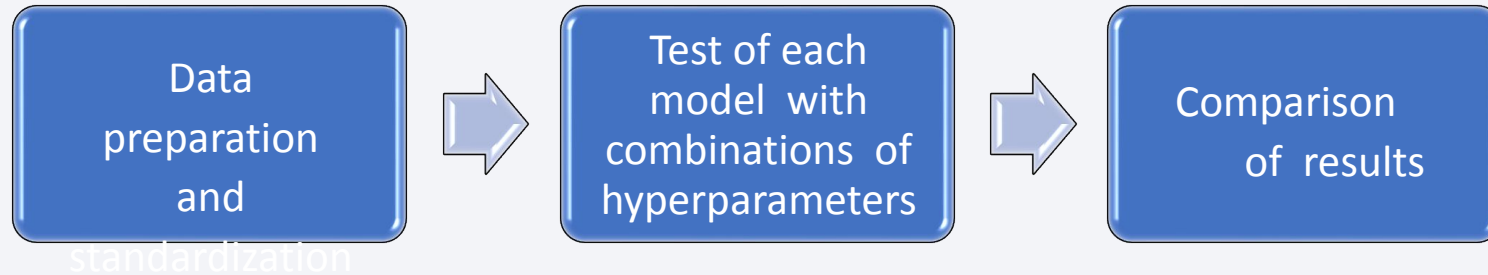 Data
preparation
and
standardization
Test of each
model with
combinations of
hyperparameters
Comparison
of results